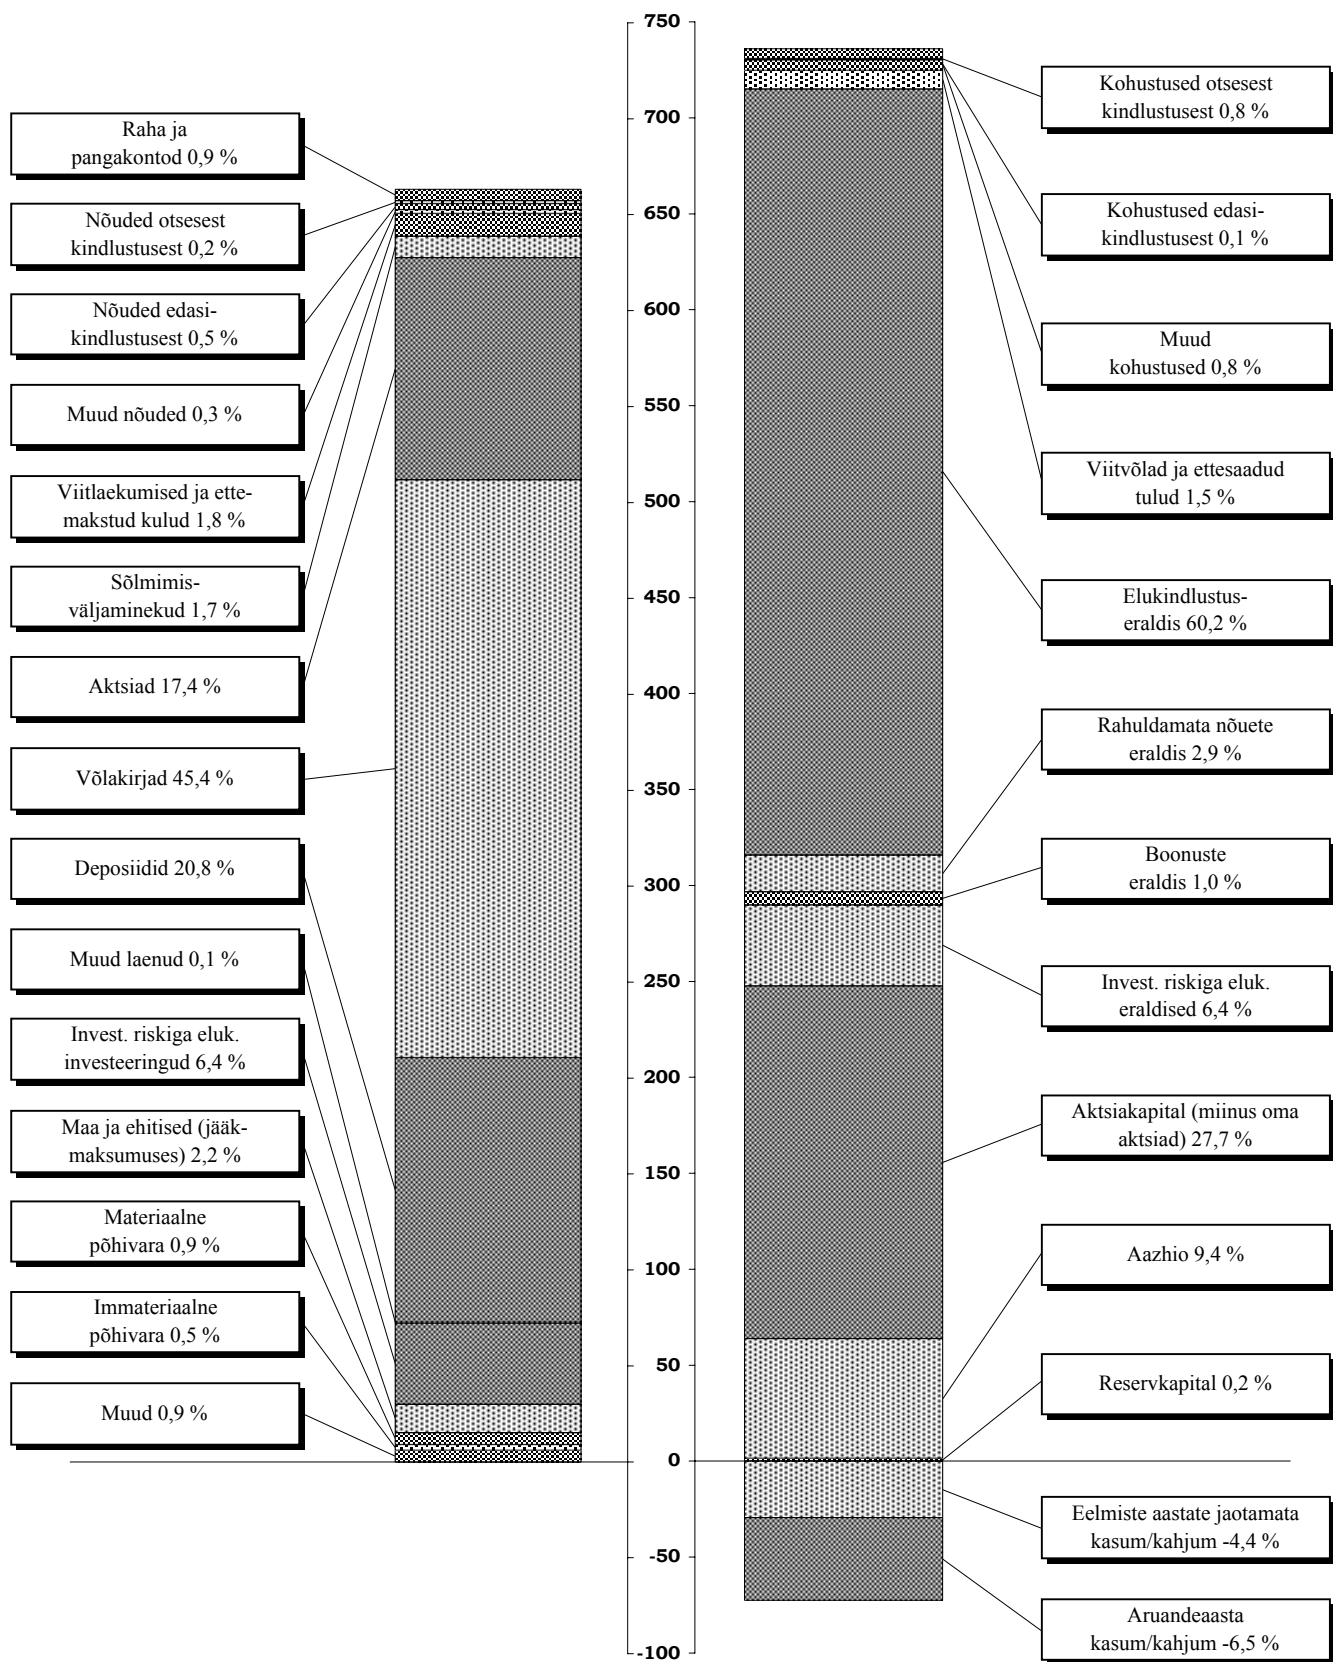 Raha ja
pangakontod 0,9 %
Nõuded otsesest
kindlustusest 0,2 %
Nõuded edasi-
kindlustusest 0,5 %
Muud nõuded 0,3 %
Viitlaekumised ja ette-
makstud kulud 1,8 %
Sõlmimis-
väljaminekud 1,7 %
Aktsiad 17,4 %
Võlakirjad 45,4 %
Deposiidid 20,8 %
Muud laenud 0,1 %
Invest. riskiga eluk.
investeeringud 6,4 %
Maa ja ehitised (jääk-
maksumuses) 2,2 %
Materiaalne
põhivara 0,9 %
Immateriaalne
põhivara 0,5 %
Muud 0,9 %
750
700
650
600
550
500
450
400
350
300
250
200
150
100
50
0
-50
-100
Kohustused otsesest
kindlustusest 0,8 %
Kohustused edasi-
kindlustusest 0,1 %
Muud
kohustused 0,8 %
Viitvõlad ja ettesaadud
tulud 1,5 %
Elukindlustus-
eraldis 60,2 %
Rahuldamata nõuete
eraldis 2,9 %
Boonuste
eraldis 1,0 %
Invest. riskiga eluk.
eraldised 6,4 %
Aktsiakapital (miinus oma
aktsiad) 27,7 %
Aazhio 9,4 %
Reservkapital 0,2 %
Eelmiste aastate jaotamata
kasum/kahjum -4,4 %
Aruandeaasta
kasum/kahjum -6,5 %